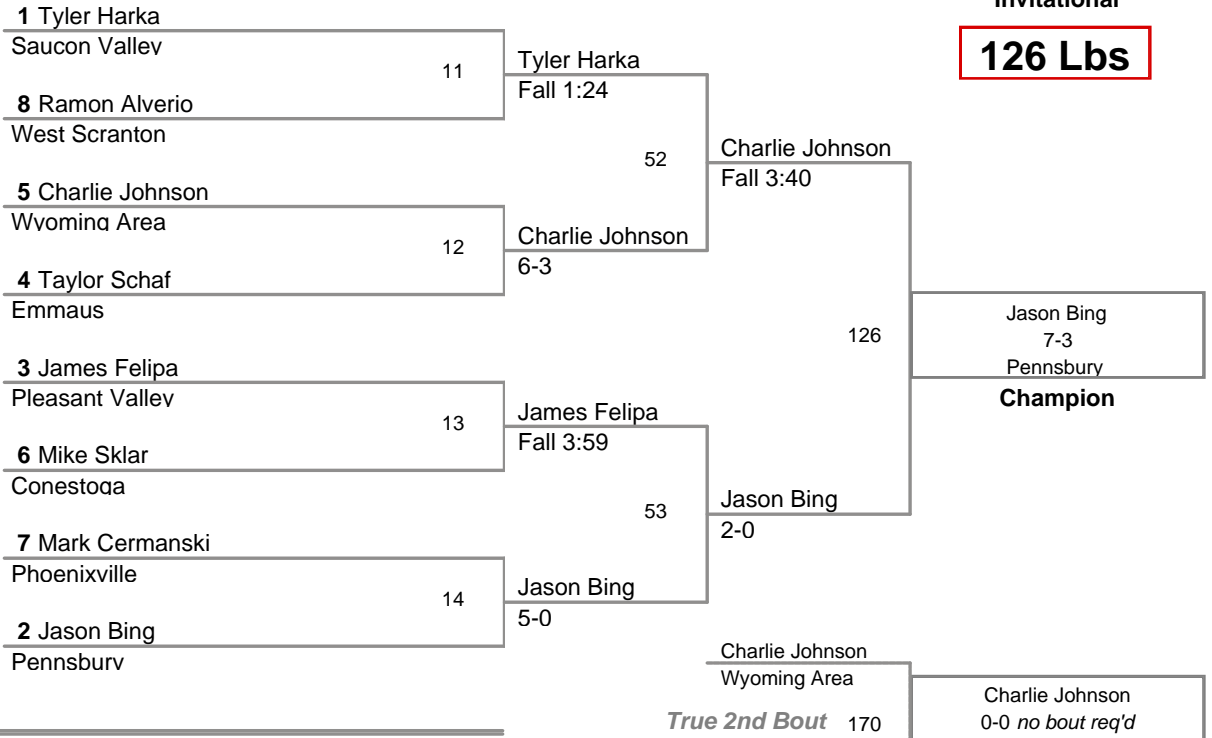 Invitational
126 Lbs
1 Tyler Harka
Saucon Valley
11
8 Ramon Alverio
West Scranton
Tyler Harka
Fall 1:24
52
5 Charlie Johnson
Wyoming Area
12
4 Taylor Schaf
Emmaus
Charlie Johnson
6-3
Charlie Johnson
Fall 3:40
126
3 James Felipa
Pleasant Valley
13
6 Mike Sklar
Conestoga
James Felipa
Fall 3:59
53
7 Mark Cermanski
Phoenixville
14
2 Jason Bing
Pennsbury
Jason Bing
5-0
Jason Bing
2-0
Jason Bing
7-3
Pennsbury
Champion
Charlie Johnson
Wyoming Area
True 2nd Bout 170
Charlie Johnson
0-0 no bout req'd